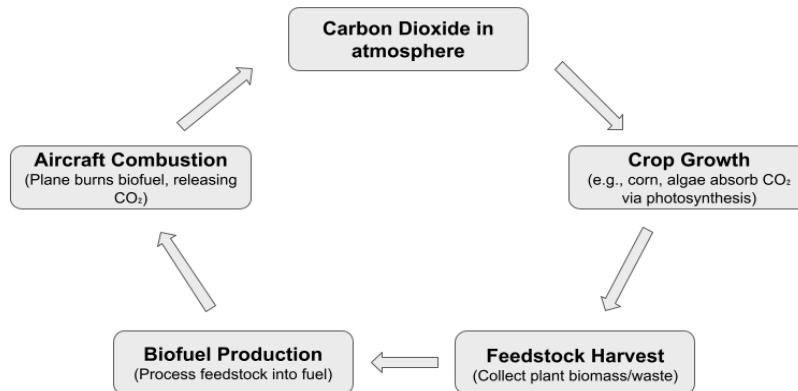 Carbon Dioxide in
atmosphere
Aircraft Combustion
(Plane burns biofuel, releasing
CO₂)
Crop Growth
(e.g., corn, algae absorb CO₂
via photosynthesis)
Biofuel Production
(Process feedstock into fuel)
Feedstock Harvest
(Collect plant biomass/waste)